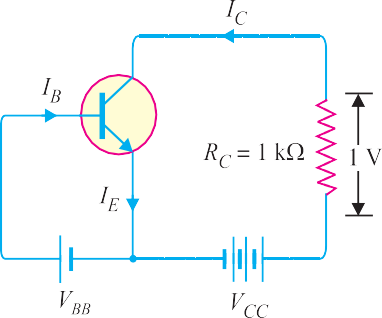 I_C
I_B
R_C = 1 kΩ
1 V
I_E
V_BB
V_CC